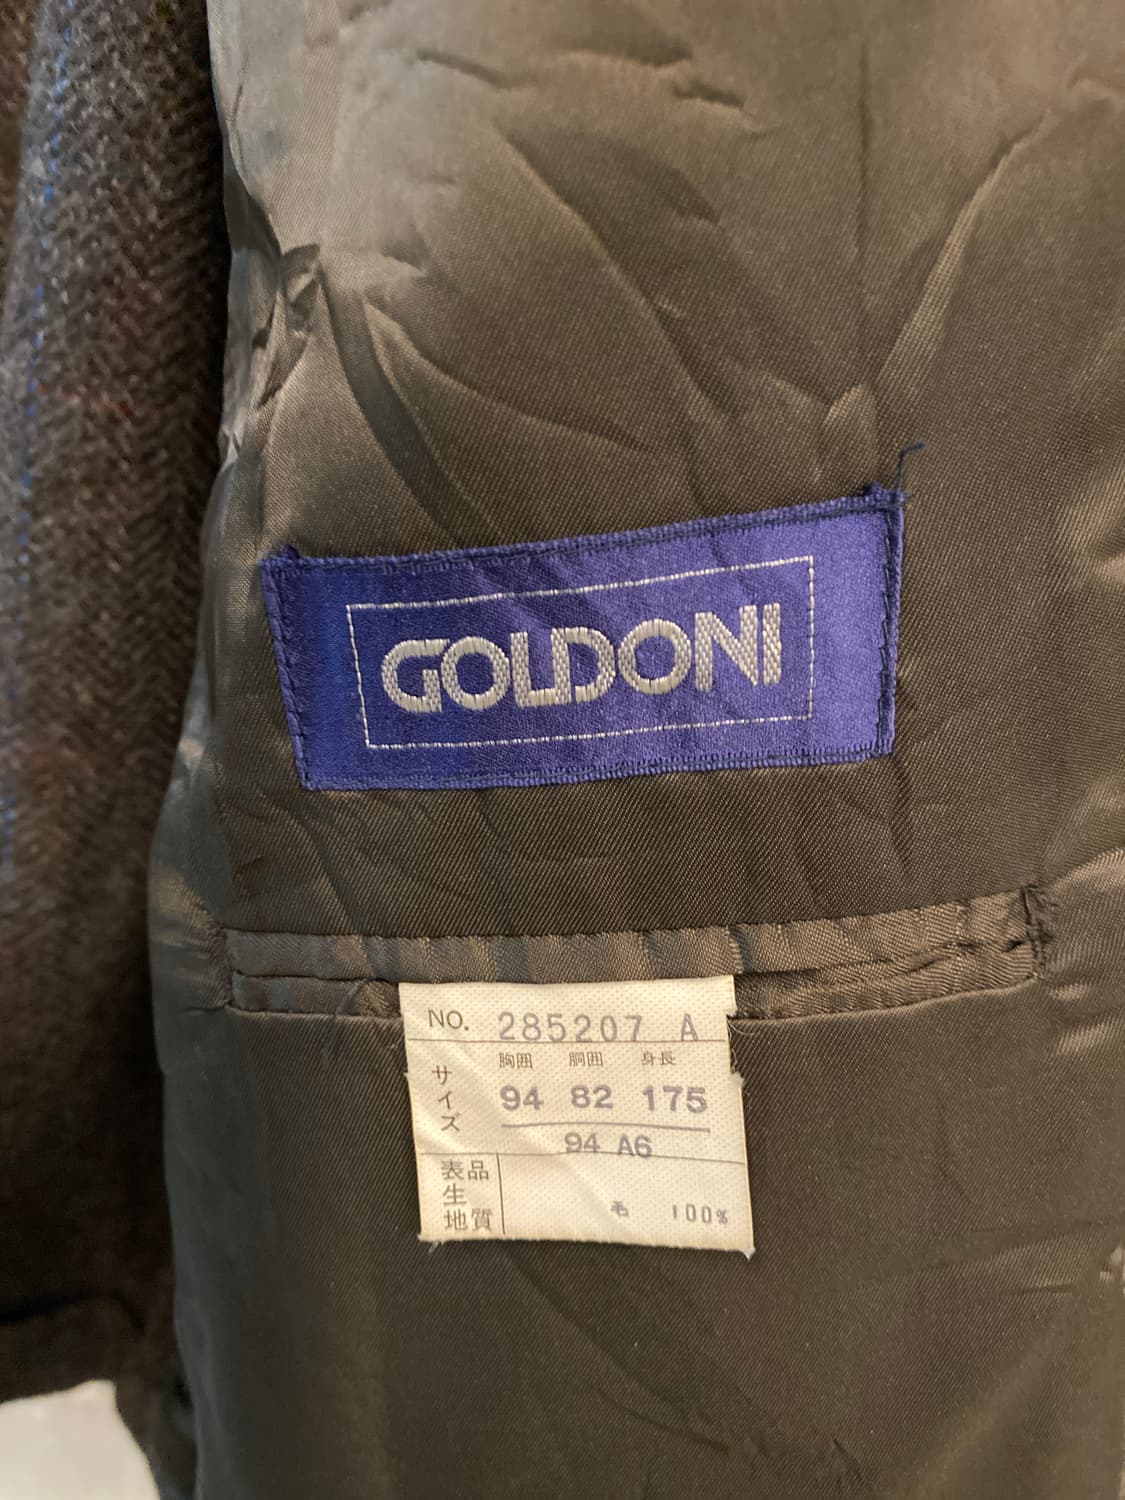 GOLDONI
NO. 285207 A
サイズ
胸囲 胴囲 身長
94 82 175
94 A6
表品
生
地質
毛 100%